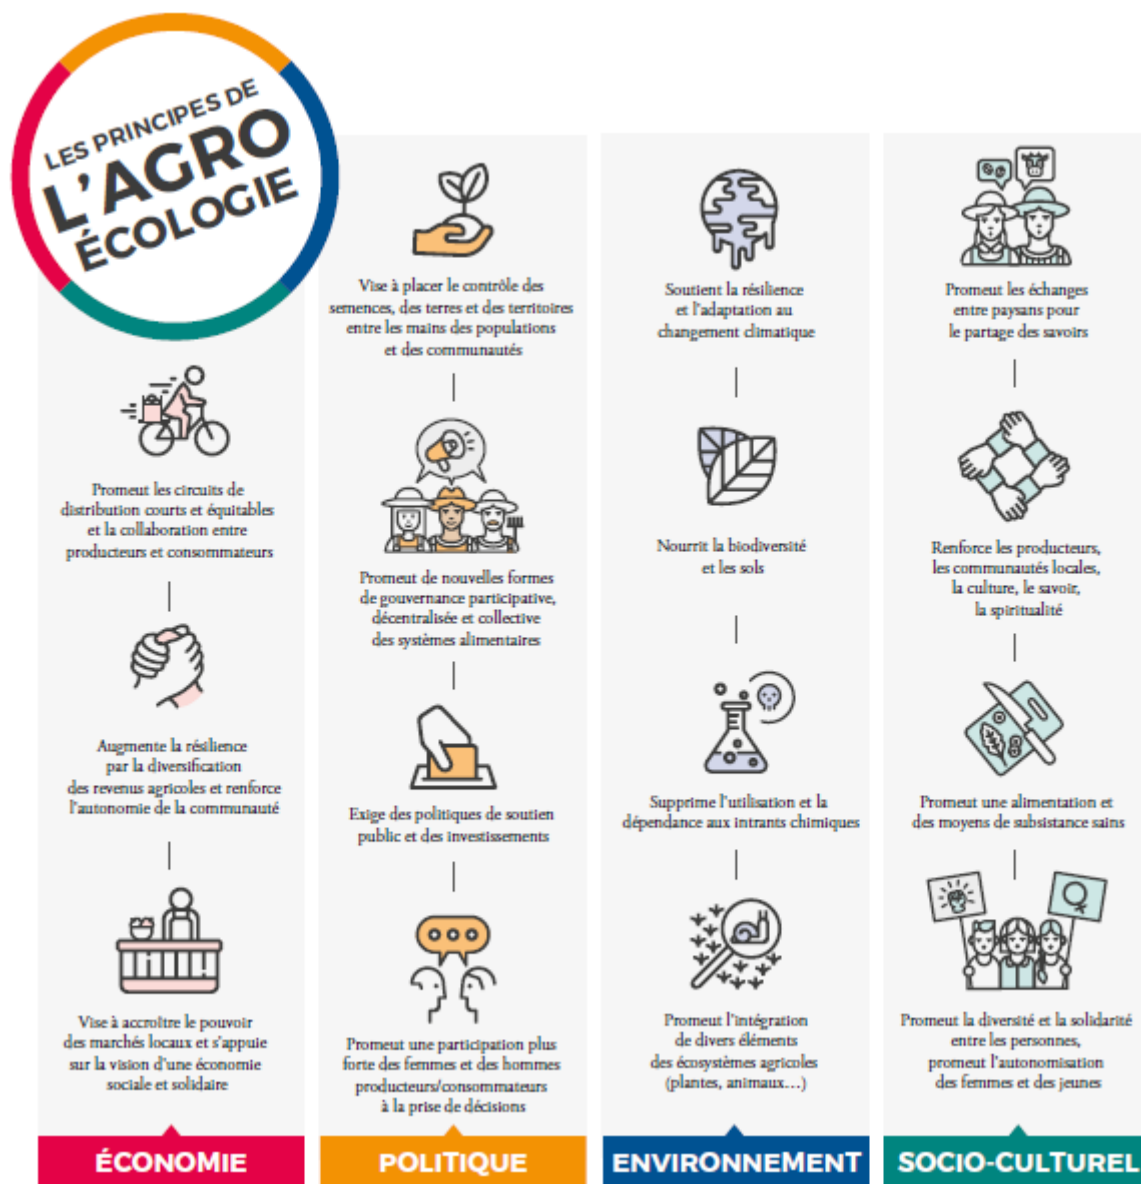 LES PRINCIPES DE
L'AGRO
ÉCOLOGIE
Promeut les circuits de
distribution courts et équitables
et la collaboration entre
producteurs et consommateurs
Augmente la résilience
par la diversification
des revenus agricoles et renforce
l'autonomie de la communauté
Vise à accroître le pouvoir
des marchés locaux et s'appuie
sur la vision d'une économie
sociale et solidaire
ÉCONOMIE
Vise à placer le contrôle des
semences, des terres et des territoires
entre les mains des populations
et des communautés
Promeut de nouvelles formes
de gouvernance participative,
décentralisée et collective
des systèmes alimentaires
Exige des politiques de soutien
public et des investissements
Promeut une participation plus
forte des femmes et des hommes
producteurs/consommateurs
à la prise de décisions
POLITIQUE
Soutient la résilience
et l'adaptation au
changement climatique
Nourrit la biodiversité
et les sols
Supprime l'utilisation et la
dépendance aux intrants chimiques
Promeut l'intégration
de divers éléments
des écosystèmes agricoles
(plantes, animaux...)
ENVIRONNEMENT
Promeut les échanges
entre paysans pour
le partage des savoirs
Renforce les producteurs,
les communautés locales,
la culture, le savoir,
la spiritualité
Promeut une alimentation et
des moyens de subsistance sains
Promeut la diversité et la solidarité
entre les personnes,
promeut l'autonomisation
des femmes et des jeunes
SOCIO-CULTUREL